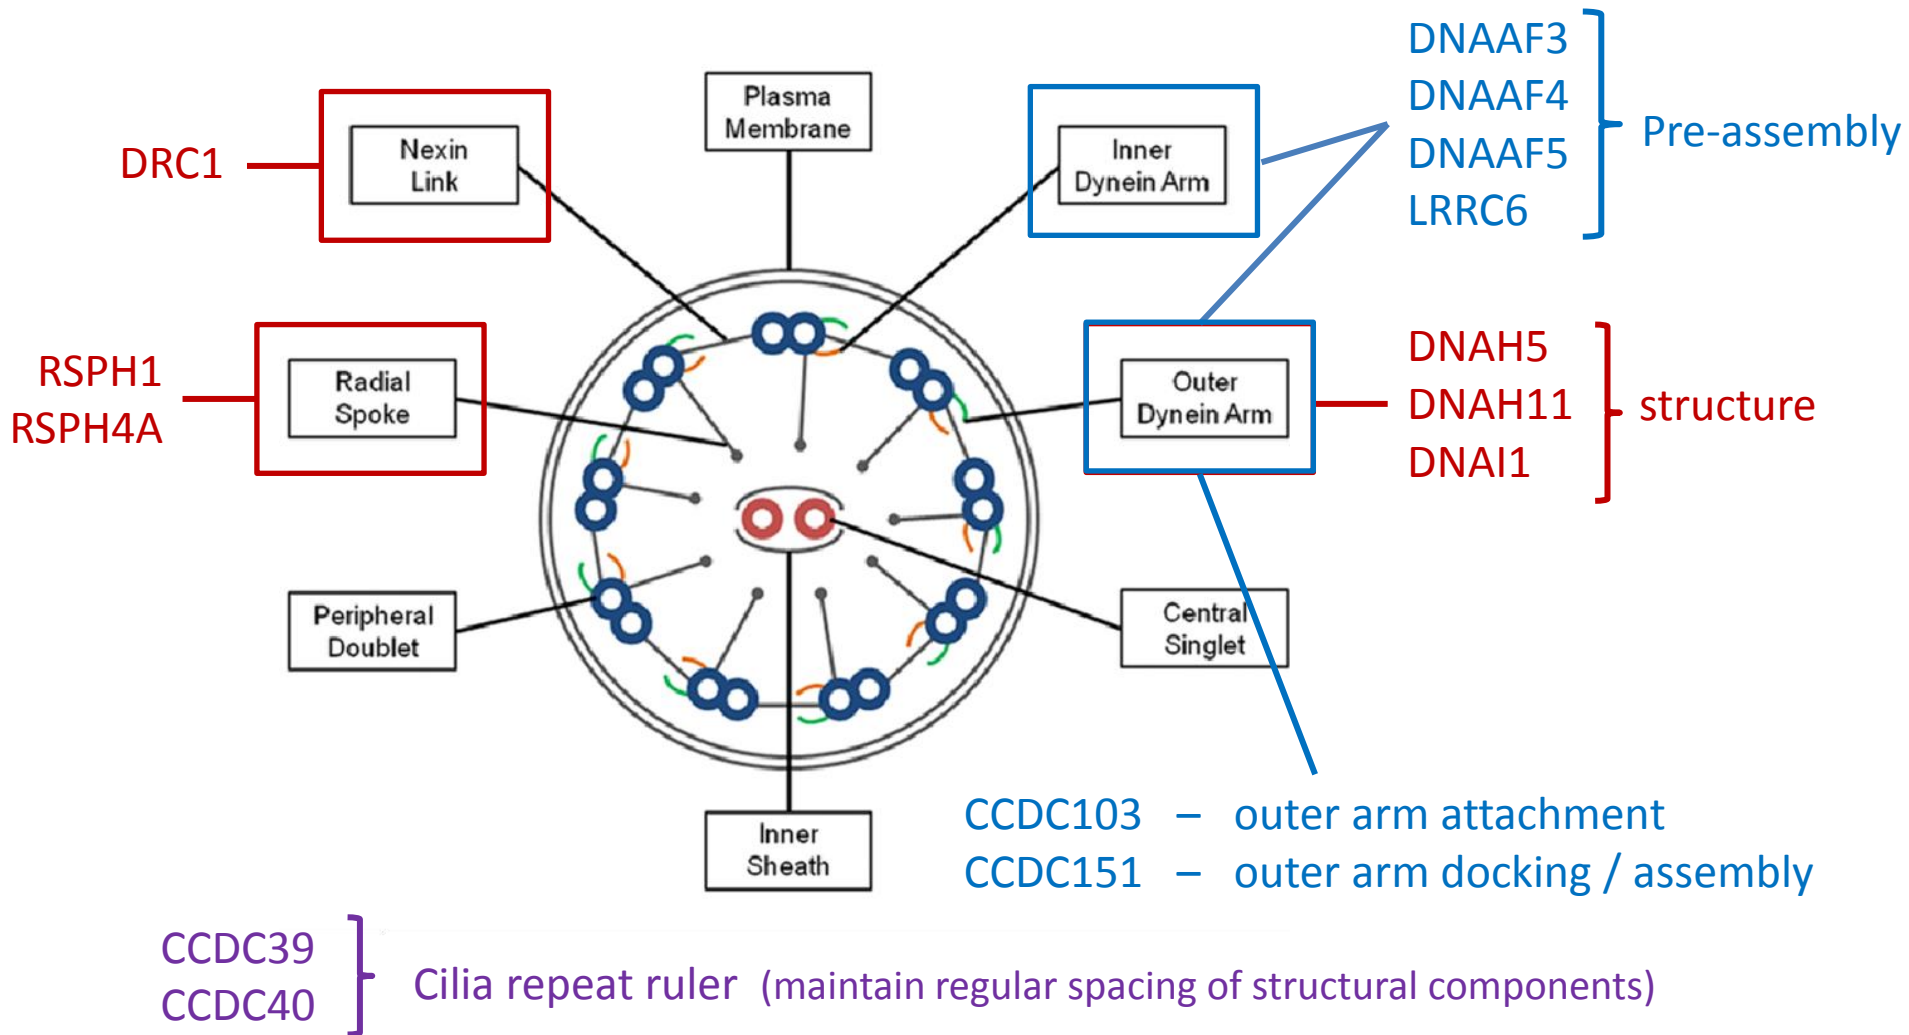 DNAAF3
DNAAF4
DNAAF5
LRRC6
Pre-assembly
Plasma
Membrane
Nexin
Link
Inner
Dynein Arm
DRC1
RSPH1
RSPH4A
Radial
Spoke
Outer
Dynein Arm
DNAH5
DNAH11
DNAI1
structure
Peripheral
Doublet
Central
Singlet
Inner
Sheath
CCDC103 – outer arm attachment
CCDC151 – outer arm docking / assembly
CCDC39
CCDC40
Cilia repeat ruler (maintain regular spacing of structural components)